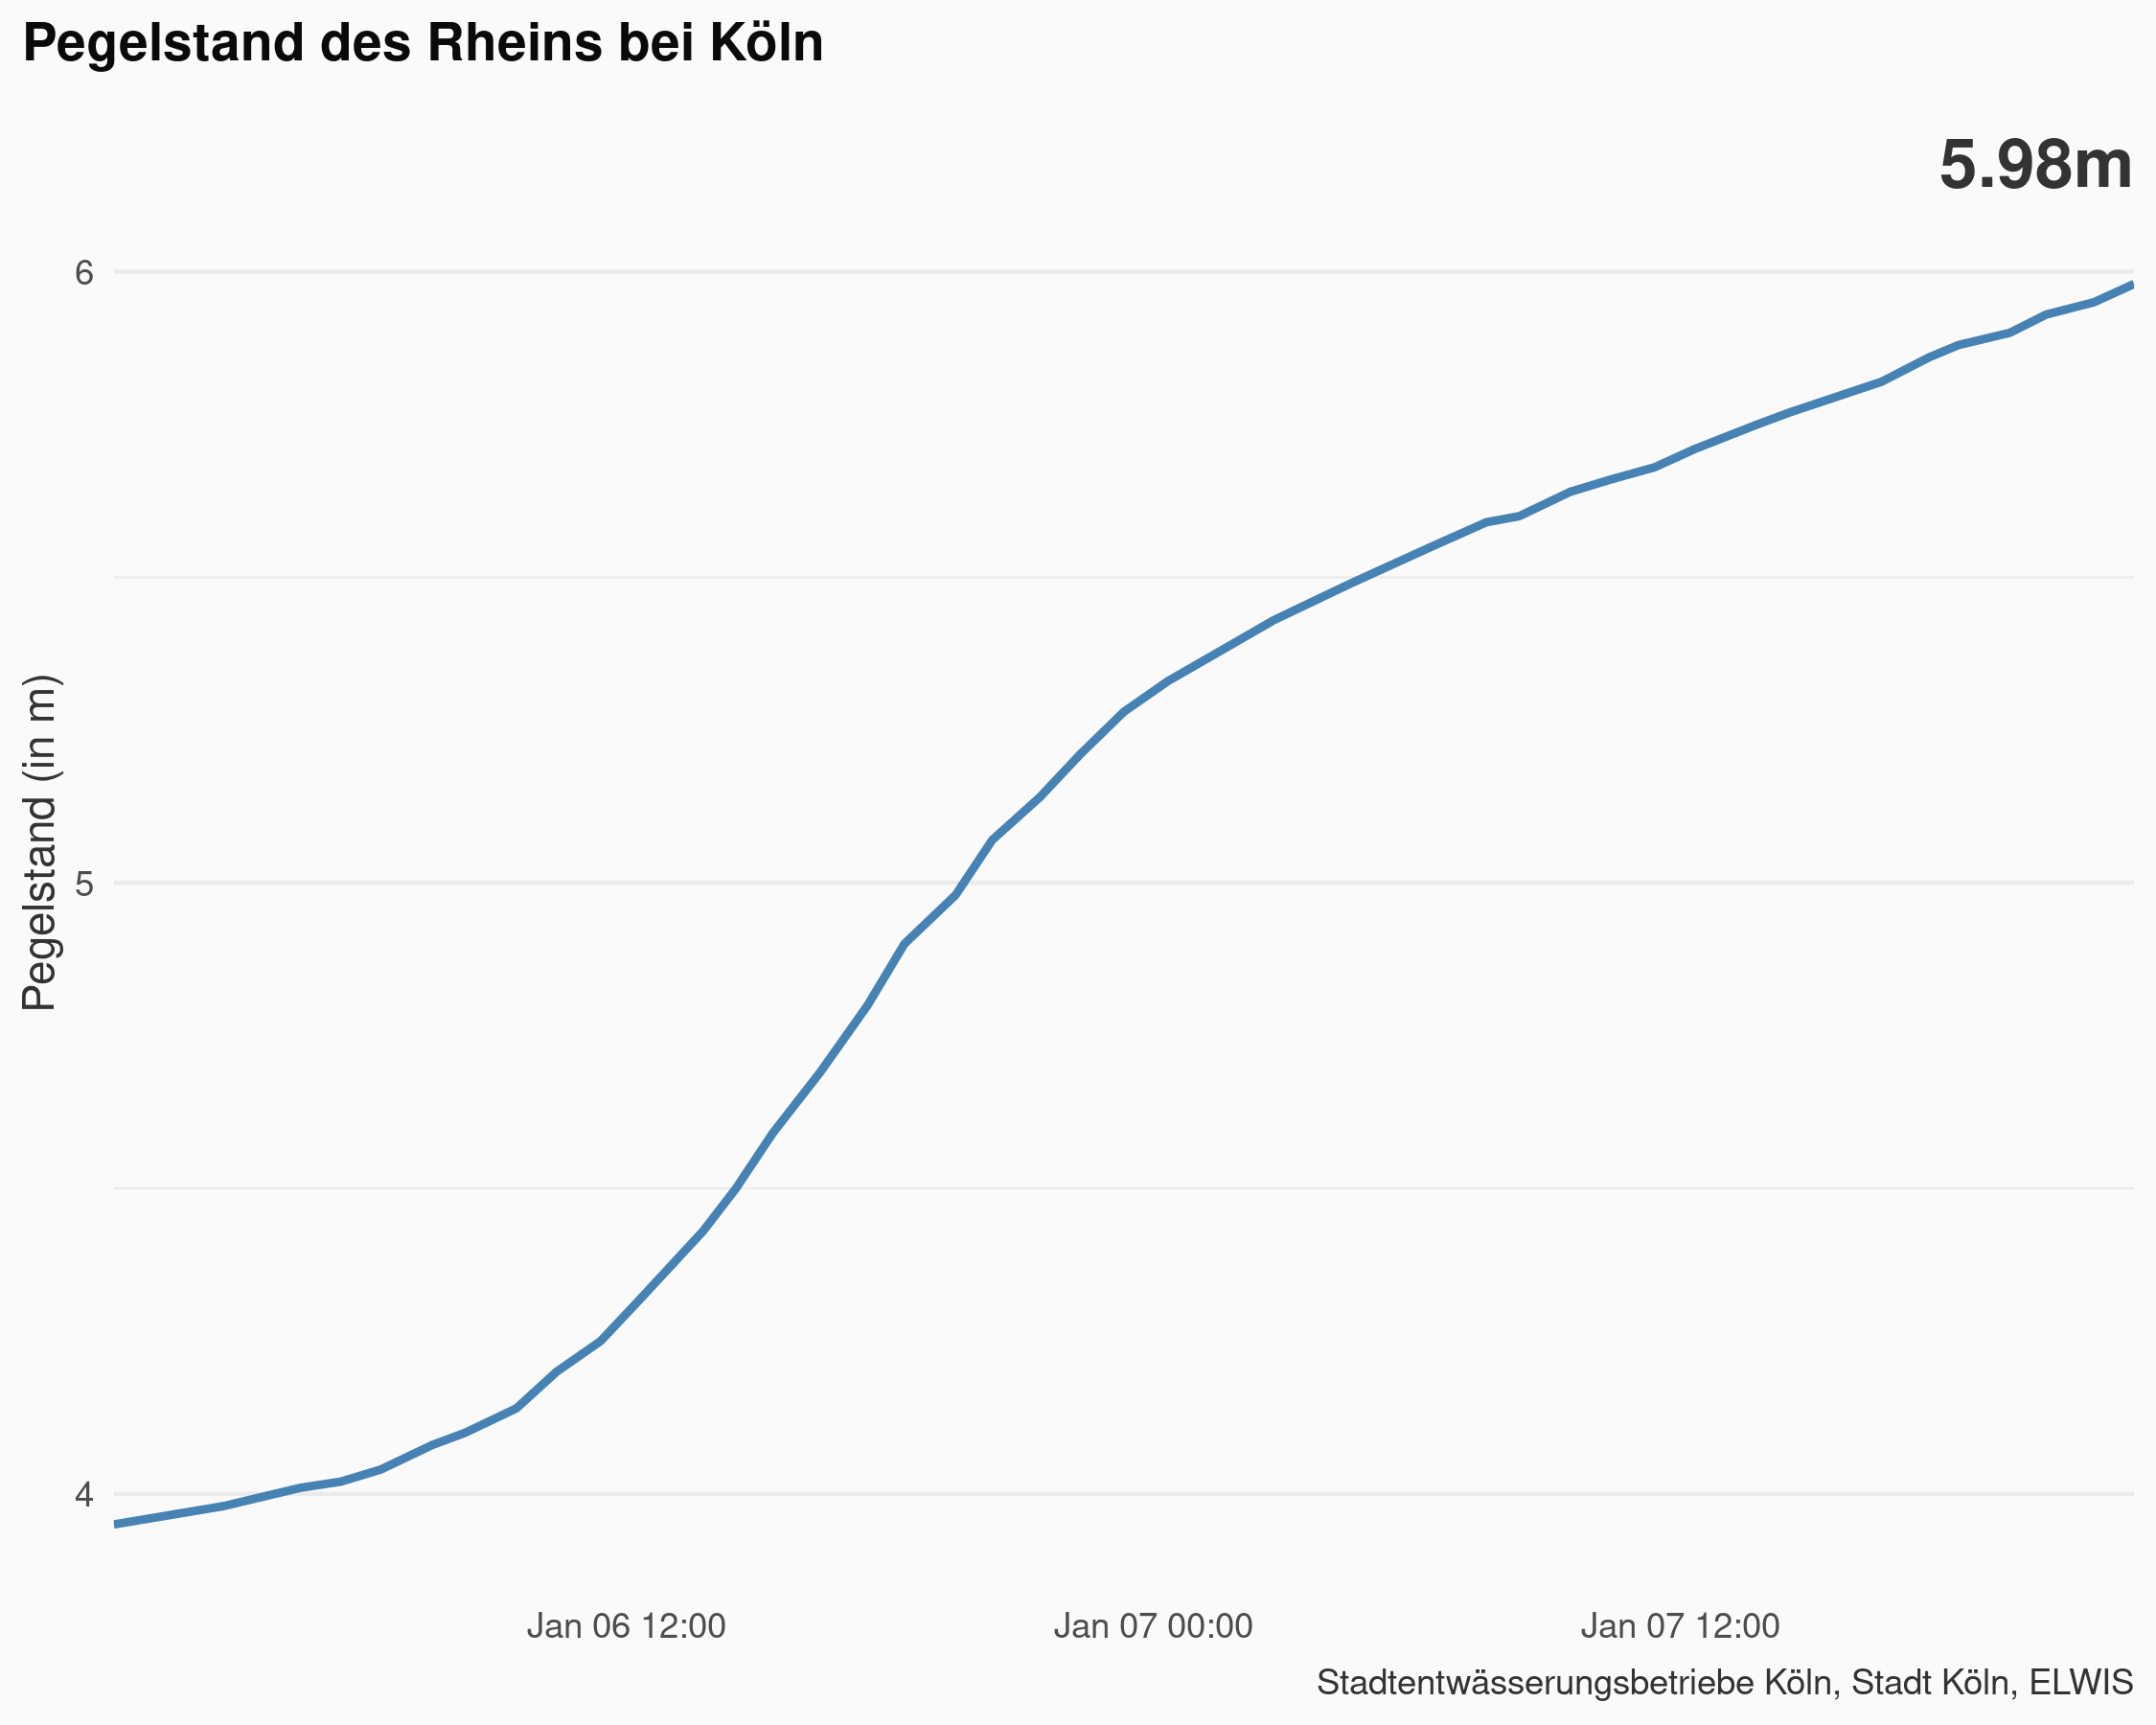 Pegelstand des Rheins bei Köln
5.98m
6
5
4
Pegelstand (in m)
Jan 06 12:00
Jan 07 00:00
Jan 07 12:00
Stadtentwässerungsbetriebe Köln, Stadt Köln, ELWIS